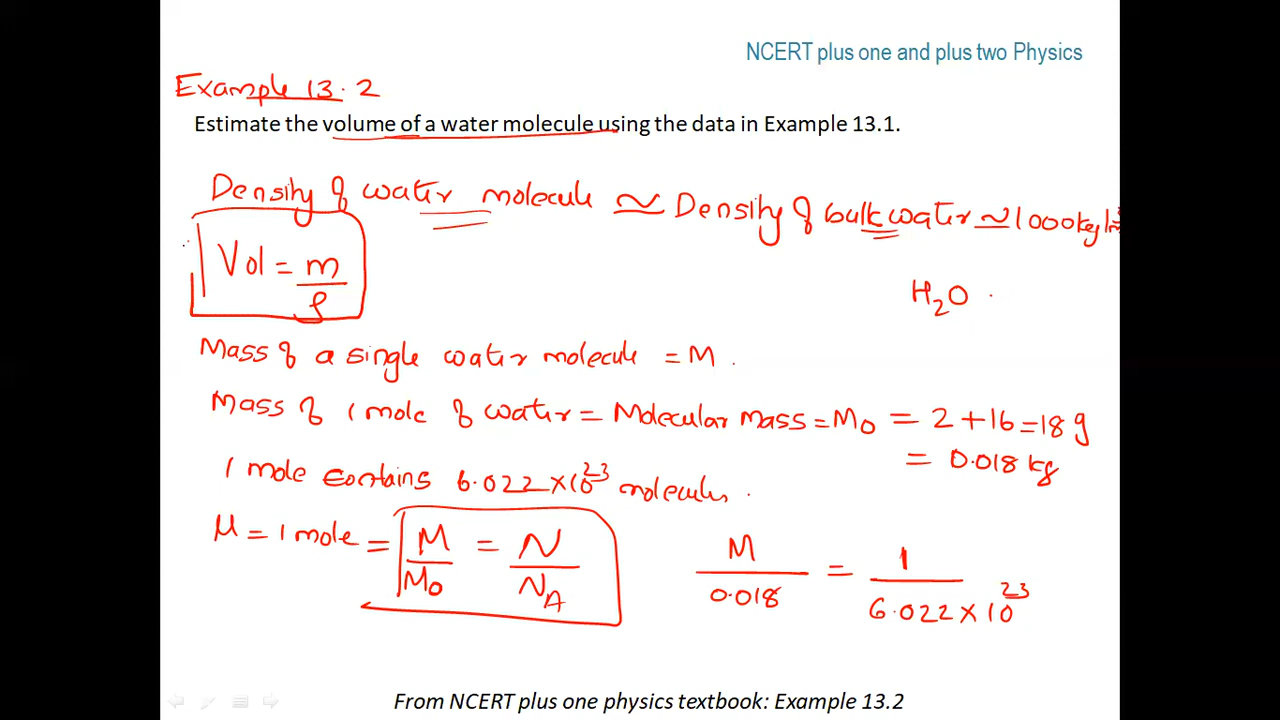 NCERT plus one and plus two Physics
Example 13.2
Estimate the volume of a water molecule using the data in Example 13.1.
Density of water molecule ≃ Density of bulk water ≃ 1000kg/m³
Vol = m/ρ
H₂O
Mass of a single water molecule = M.
Mass of 1 mole of water = Molecular mass = M₀ = 2 + 16 = 18 g
= 0.018 kg
1 mole contains 6.022 × 10²³ molecules.
μ = 1 mole = M/M₀ = N/N_A
M/0.018 = 1/6.022 × 10²³
From NCERT plus one physics textbook: Example 13.2